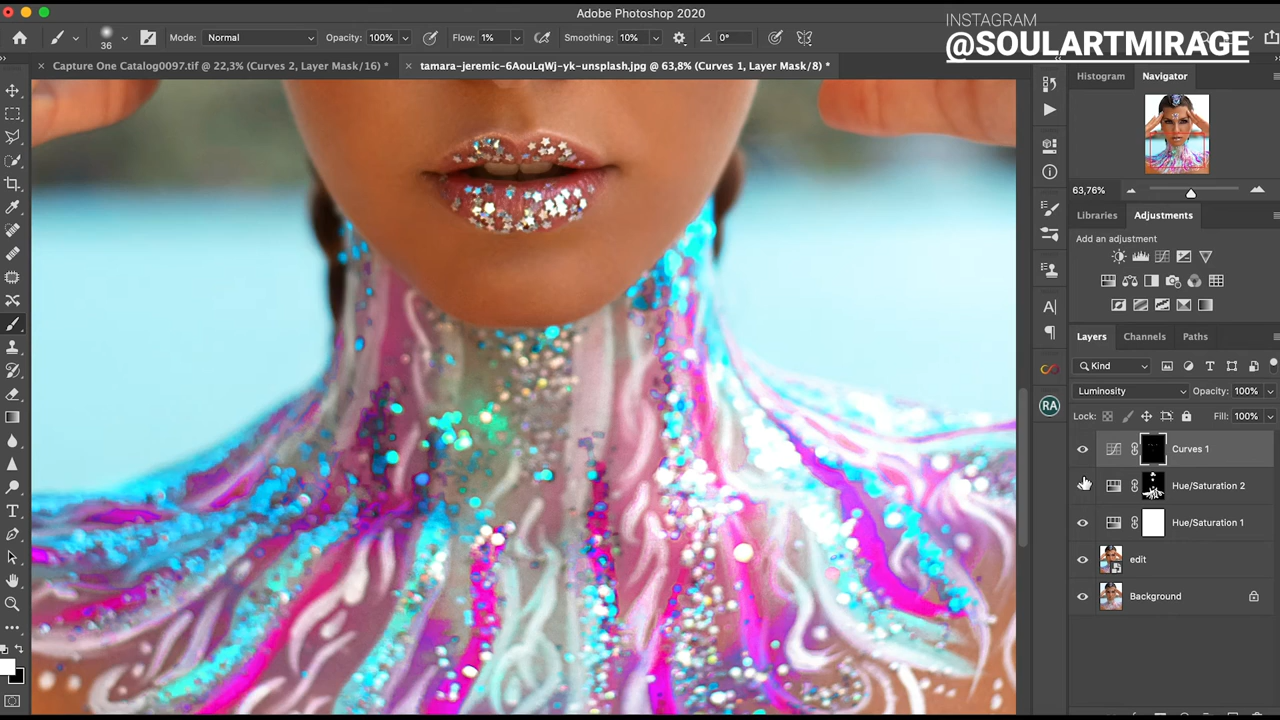 Adobe Photoshop 2020
INSTAGRAM
@SOULARTMIRAGE
36
Mode: Normal
Opacity: 100%
Flow: 1%
Smoothing: 10%
0°
Capture One Catalog0097.tif @ 22,3% (Curves 2, Layer Mask/16) *
tamara-jeremic-6AouLqWj-yk-unsplash.jpg @ 63,8% (Curves 1, Layer Mask/8) *
Histogram
Navigator
63,76%
Libraries
Adjustments
Add an adjustment
Layers
Channels
Paths
Kind
Luminosity
Opacity: 100%
Lock:
Fill: 100%
Curves 1
Hue/Saturation 2
Hue/Saturation 1
edit
Background
RA